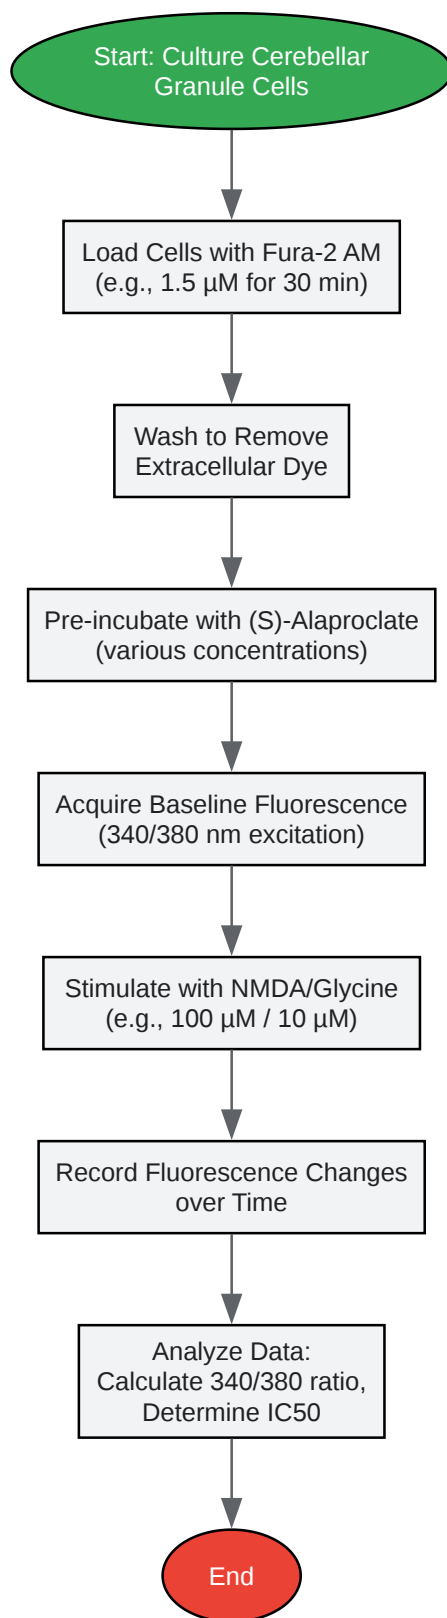 Start: Culture Cerebellar
Granule Cells
Load Cells with Fura-2 AM
(e.g., 1.5 µM for 30 min)
Wash to Remove
Extracellular Dye
Pre-incubate with (S)-Alaproclate
(various concentrations)
Acquire Baseline Fluorescence
(340/380 nm excitation)
Stimulate with NMDA/Glycine
(e.g., 100 µM / 10 µM)
Record Fluorescence Changes
over Time
Analyze Data:
Calculate 340/380 ratio,
Determine IC50
End